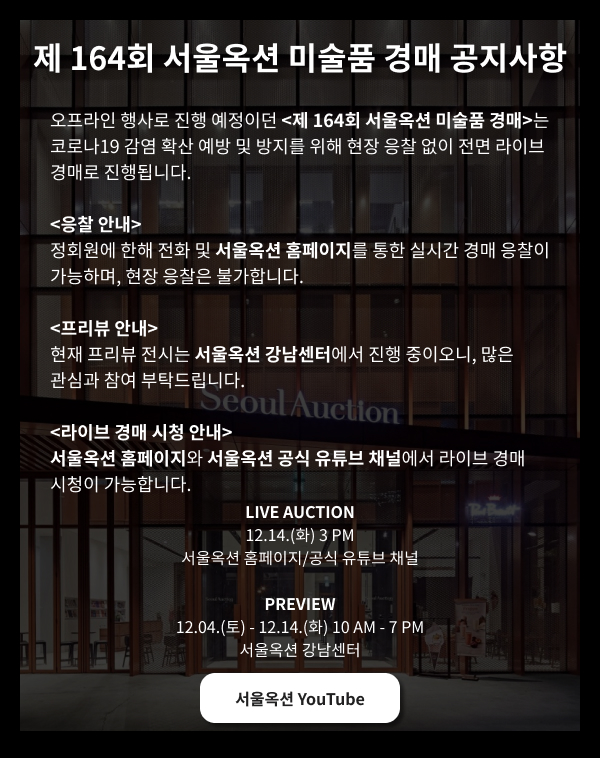 제 164회 서울옥션 미술품 경매 공지사항
오프라인 행사로 진행 예정이던 <제 164회 서울옥션 미술품 경매>는
코로나19 감염 확산 예방 및 방지를 위해 현장 응찰 없이 전면 라이브
경매로 진행됩니다.
<응찰 안내>
정회원에 한해 전화 및 서울옥션 홈페이지를 통한 실시간 경매 응찰이
가능하며, 현장 응찰은 불가합니다.
<프리뷰 안내>
현재 프리뷰 전시는 서울옥션 강남센터에서 진행 중이오니, 많은
관심과 참여 부탁드립니다.
Seoul Auction
<라이브 경매 시청 안내>
서울옥션 홈페이지와 서울옥션 공식 유튜브 채널에서 라이브 경매
시청이 가능합니다.
LIVE AUCTION
12.14.(화) 3 PM
서울옥션 홈페이지/공식 유튜브 채널
PREVIEW
12.04.(토) - 12.14.(화) 10 AM - 7 PM
서울옥션 강남센터
서울옥션 YouTube